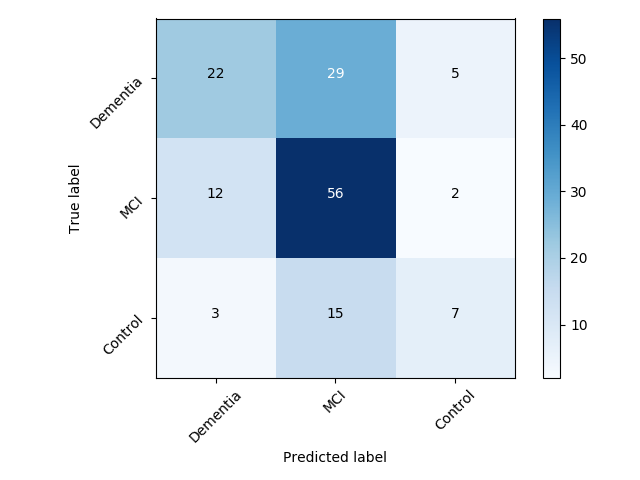 Dementia
22
29
5
MCI
12
56
2
Control
3
15
7
Dementia
MCI
Control
True label
Predicted label
50
40
30
20
10